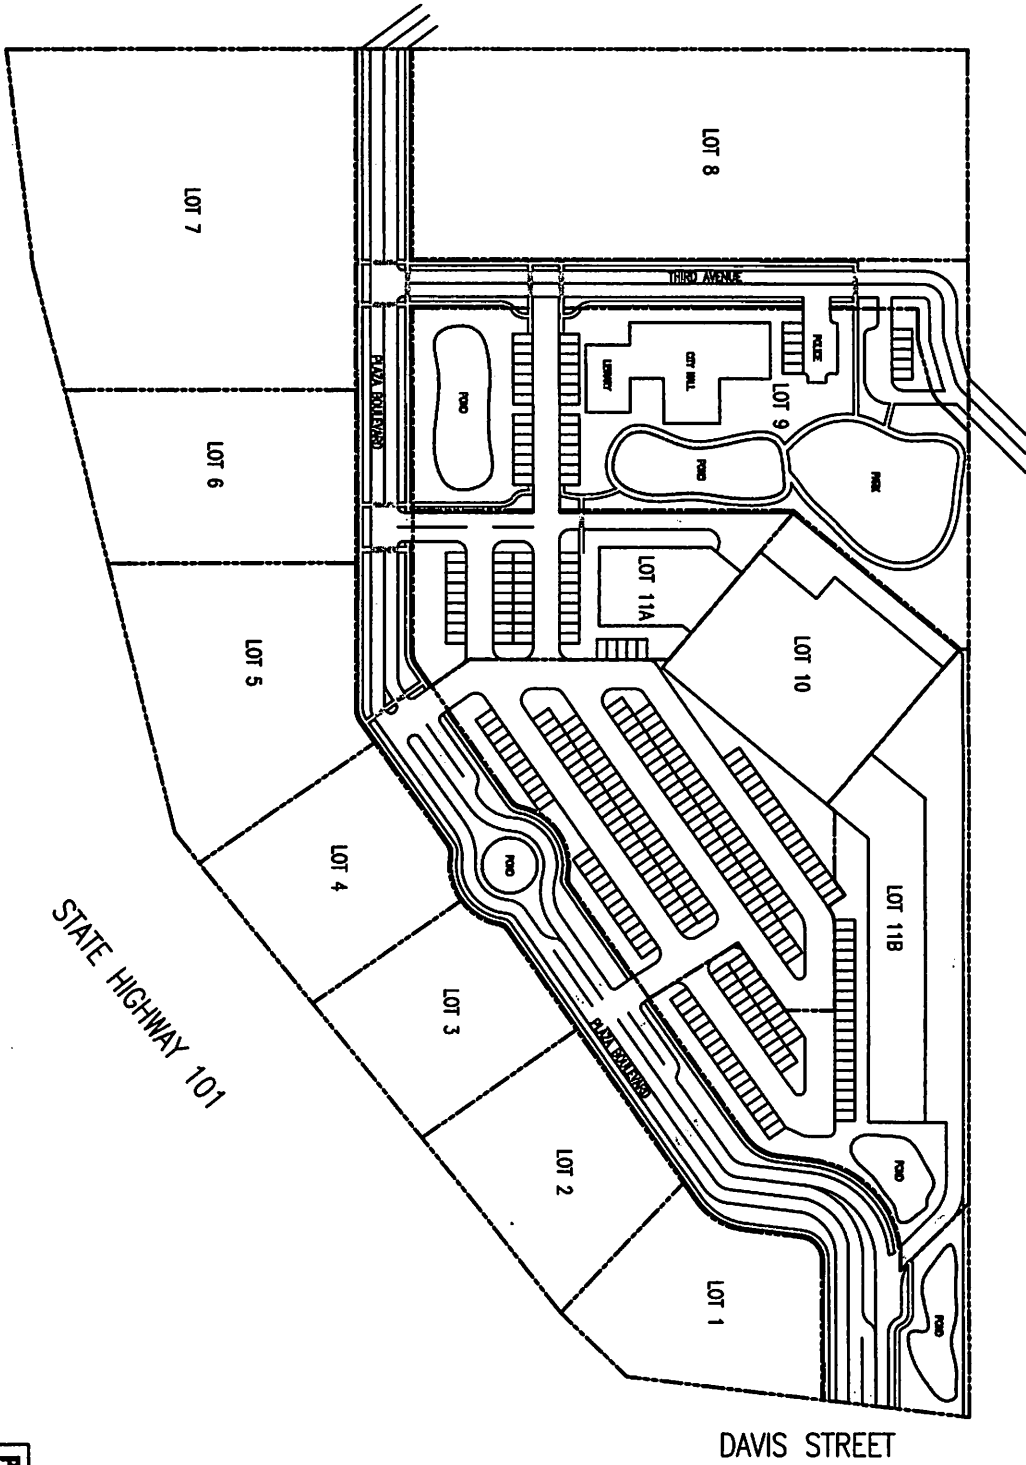 LOT 8
LOT 7
THIRD AVENUE
POLICE
CITY HALL
LIBRARY
LOT 9
PLAZA BOULEVARD
POND
POND
PARK
LOT 6
LOT 11A
LOT 10
LOT 5
LOT 4
POND
LOT 11B
STATE HIGHWAY 101
LOT 3
PLAZA BOULEVARD
LOT 2
POND
LOT 1
POND
DAVIS STREET